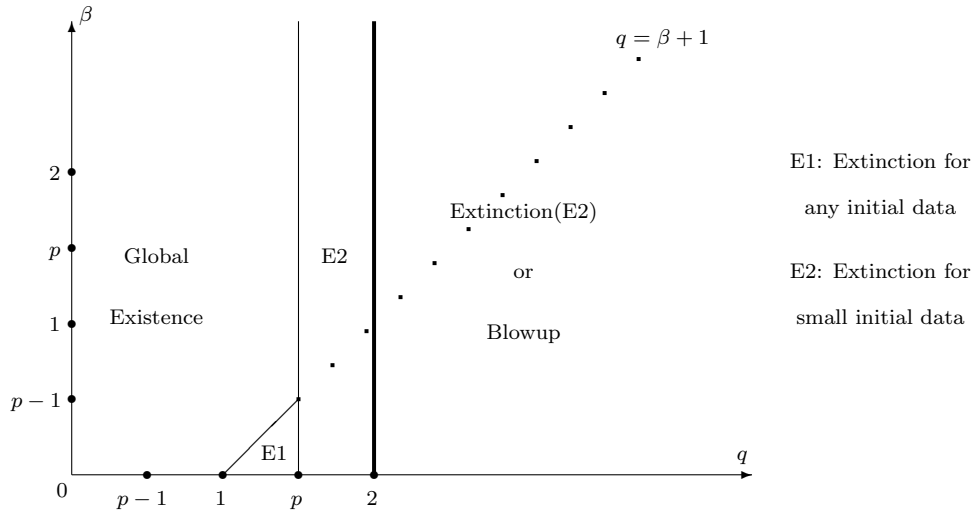 β
q = β + 1
2
p
1
p − 1
0
Global
Existence
E2
E1
Extinction(E2)
or
Blowup
p − 1
1
p
2
q
E1: Extinction for
any initial data
E2: Extinction for
small initial data